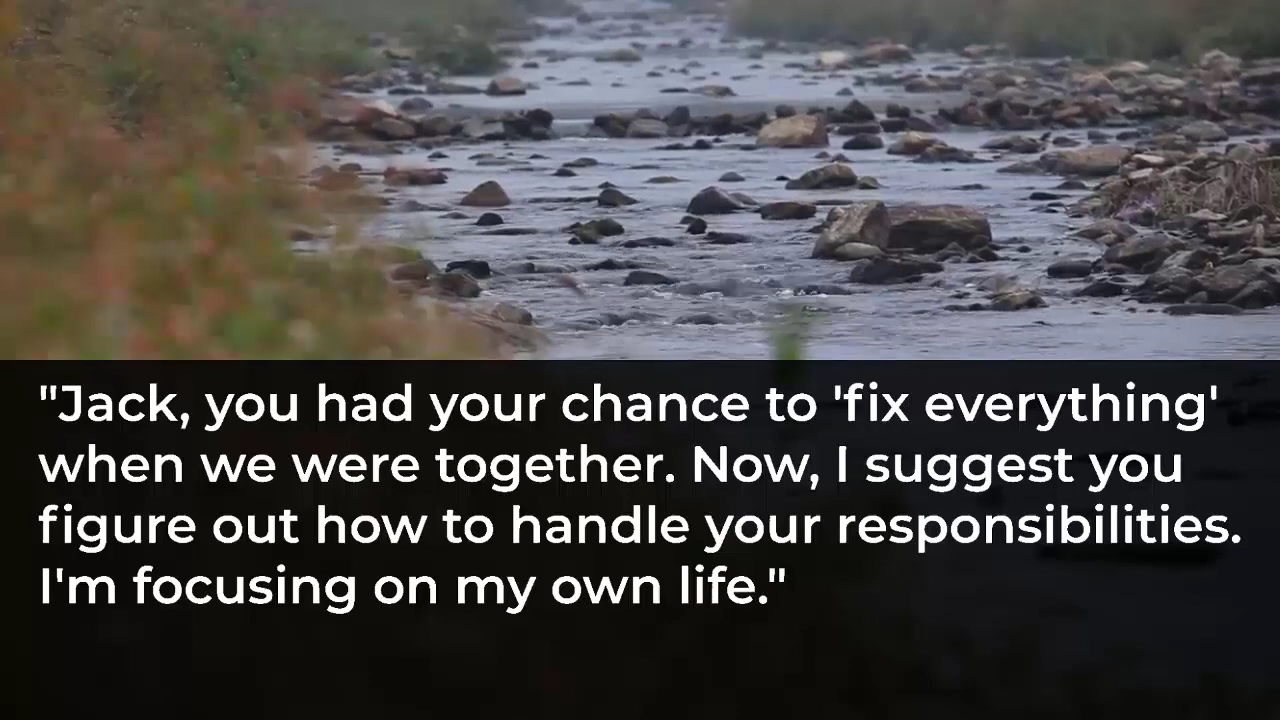 "Jack, you had your chance to 'fix everything'
when we were together. Now, I suggest you
figure out how to handle your responsibilities.
I'm focusing on my own life."